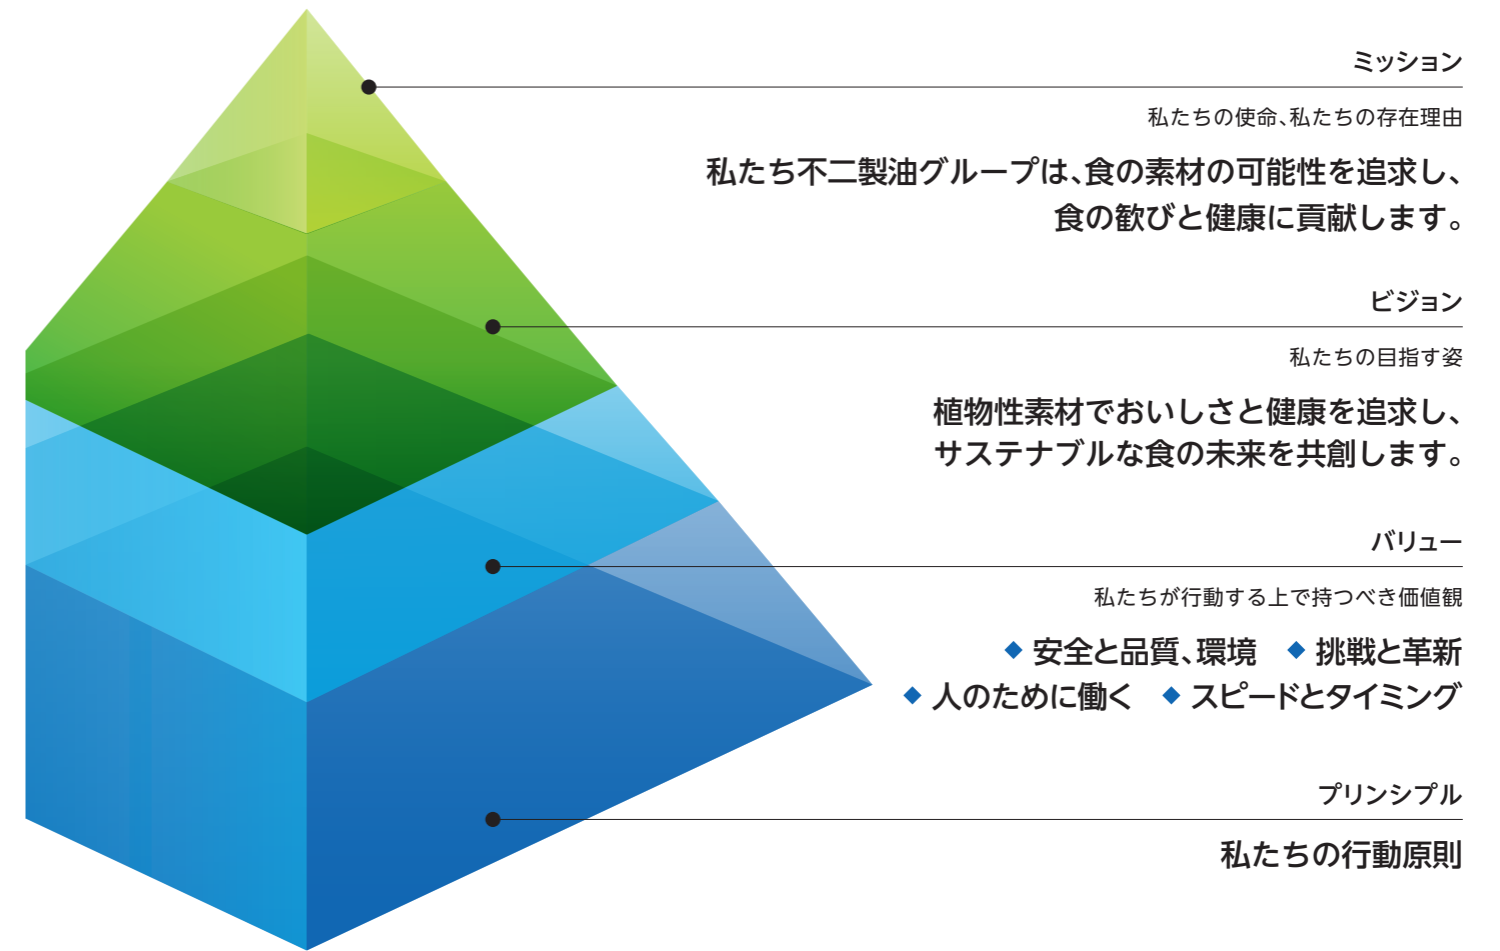 ミッション
私たちの使命、私たちの存在理由
私たち不二製油グループは、食の素材の可能性を追求し、
食の歓びと健康に貢献します。
ビジョン
私たちの目指す姿
植物性素材でおいしさと健康を追求し、
サステナブルな食の未来を共創します。
バリュー
私たちが行動する上で持つべき価値観
◆ 安全と品質、環境 ◆ 挑戦と革新
◆ 人のために働く ◆ スピードとタイミング
プリンシプル
私たちの行動原則